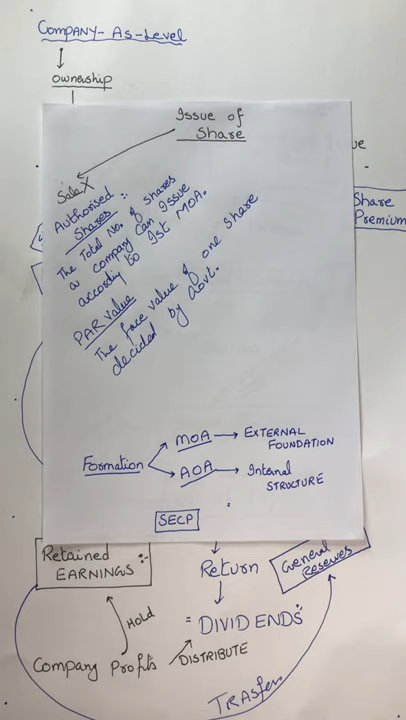 COMPANY- AS-Level
ownership
Issue of
Share
Sale X
Authorised
Shares :
The Total No. of shares
a company can Issue
accordig to Ist MOA.
PAR value
The face value of one share
decided by Govt.
Share
Premium
Formation
MOA → EXTERNAL
FOUNDATION
AOA → Internal
STRUCTURE
SECP
Retained :-
EARNINGS
Return
General
Reserves
HOLD
= DIVIDENDS :
Company Profits
DISTRIBUTE
TRAsfer